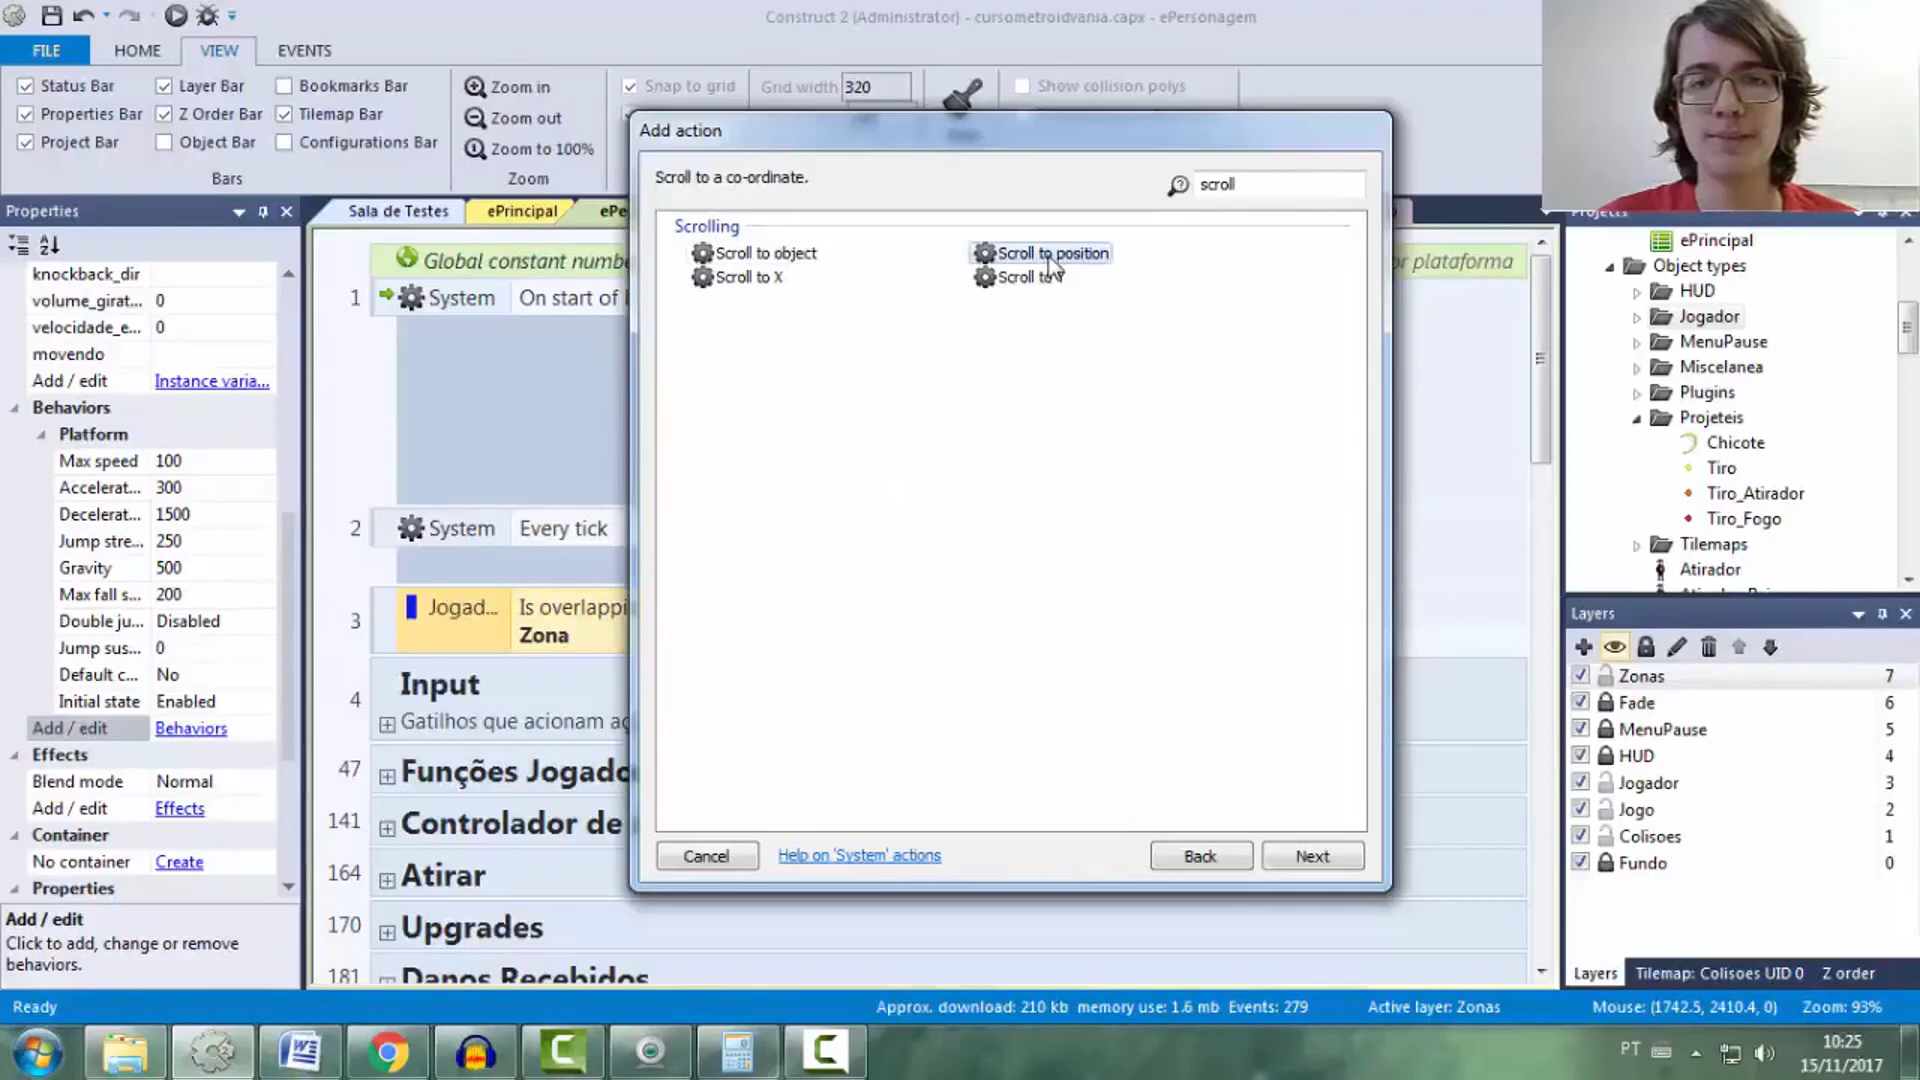 Construct 2 (Administrator) - cursometroidvania.capx - ePersonagem
FILE
HOME
VIEW
EVENTS
Status Bar
Layer Bar
Bookmarks Bar
Properties Bar
Z Order Bar
Tilemap Bar
Project Bar
Object Bar
Configurations Bar
Bars
Zoom in
Zoom out
Zoom to 100%
Zoom
Snap to grid
Grid width
320
Show collision polys
Properties
knockback_dir
volume_girat... 0
velocidade_e... 0
movendo
Add / edit Instance varia...
Behaviors
Platform
Max speed 100
Accelerat... 300
Decelerat... 1500
Jump stre... 250
Gravity 500
Max fall s... 200
Double ju... Disabled
Jump sus... 0
Default c... No
Initial state Enabled
Add / edit Behaviors
Effects
Blend mode Normal
Add / edit Effects
Container
No container Create
Properties
Add / edit
Click to add, change or remove
behaviors.
Sala de Testes
ePrincipal
ePe
Global constant numbe
or plataforma
1 System On start of l
2 System Every tick
3 Jogad... Is overlappi
Zona
4 Input
Gatilhos que acionam aç
47 Funções Jogado
141 Controlador de
164 Atirar
170 Upgrades
181 Danos Recebidos
Add action
Scroll to a co-ordinate.
scroll
Scrolling
Scroll to object
Scroll to position
Scroll to X
Scroll to Y
Cancel
Help on 'System' actions
Back
Next
Projects
ePrincipal
Object types
HUD
Jogador
MenuPause
Miscelanea
Plugins
Projeteis
Chicote
Tiro
Tiro_Atirador
Tiro_Fogo
Tilemaps
Atirador
Layers
Zonas 7
Fade 6
MenuPause 5
HUD 4
Jogador 3
Jogo 2
Colisoes 1
Fundo 0
Layers
Tilemap: Colisoes UID 0
Z order
Ready
Approx. download: 210 kb memory use: 1.6 mb Events: 279
Active layer: Zonas
Mouse: (1742.5, 2410.4, 0)
Zoom: 93%
PT
10:25
15/11/2017